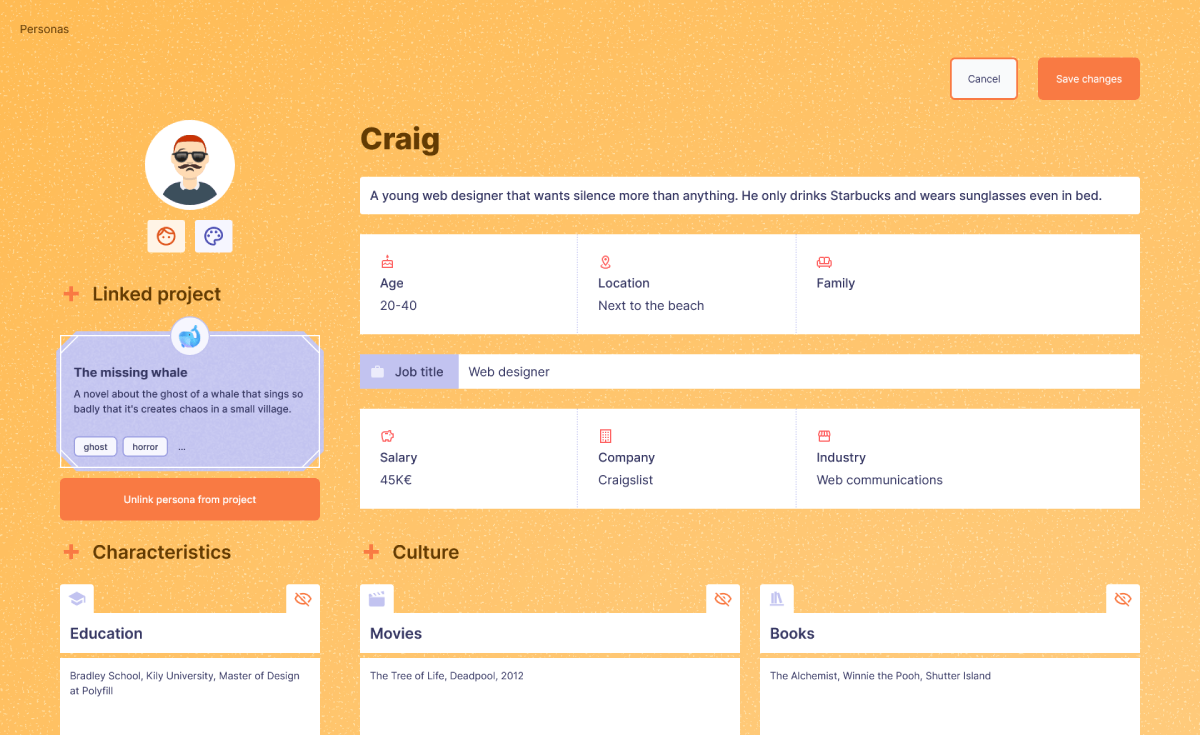 Personas
Cancel
Save changes
Craig
A young web designer that wants silence more than anything. He only drinks Starbucks and wears sunglasses even in bed.
Age
20-40
Location
Next to the beach
Family
Linked project
The missing whale
A novel about the ghost of a whale that sings so
badly that it's creates chaos in a small village.
ghost
horror
...
Unlink persona from project
Job title
Web designer
Salary
45K€
Company
Craigslist
Industry
Web communications
Characteristics
Education
Bradley School, Kily University, Master of Design
at Polyfill
Culture
Movies
The Tree of Life, Deadpool, 2012
Books
The Alchemist, Winnie the Pooh, Shutter Island